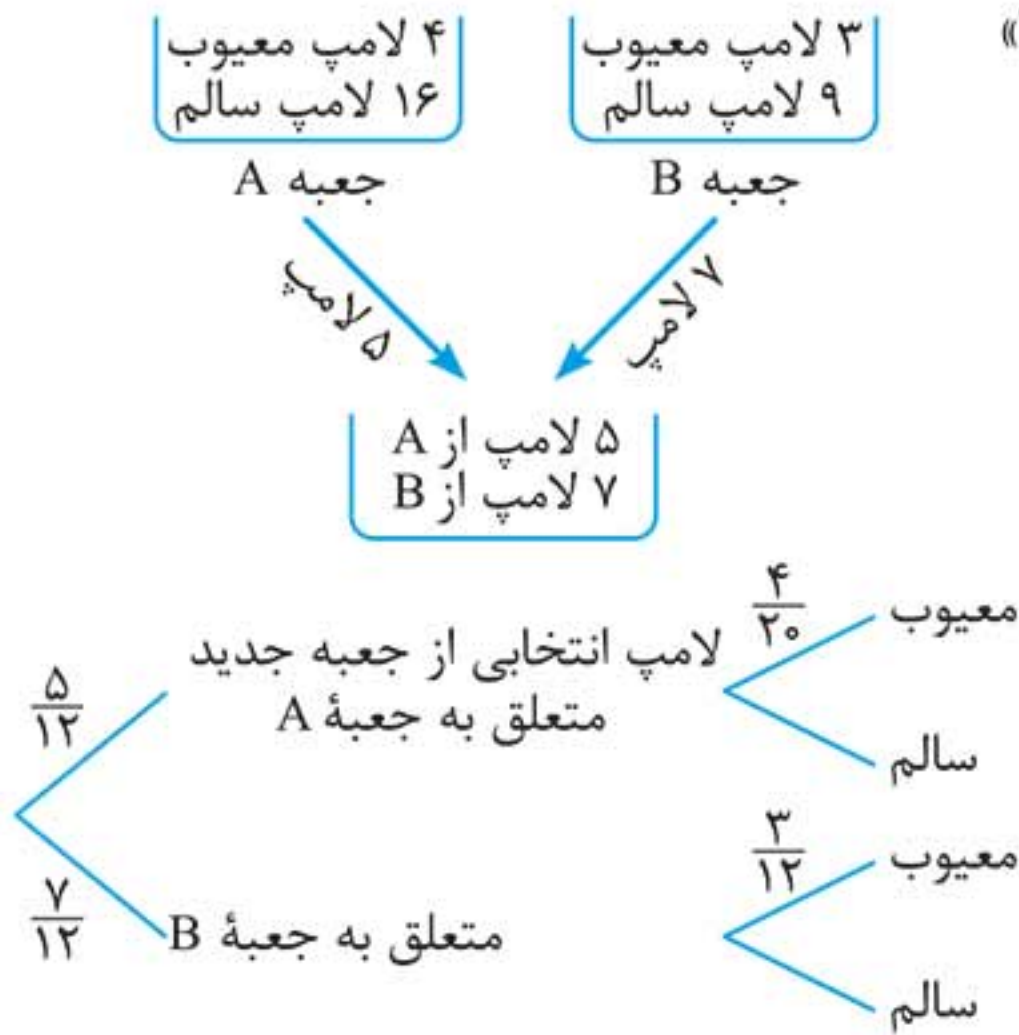 »
۳ لامپ معیوب
۹ لامپ سالم
جعبه B
۴ لامپ معیوب
۱۶ لامپ سالم
جعبه A
۷ لامپ
۵ لامپ
۵ لامپ از A
۷ لامپ از B
۵/۱۲
لامپ انتخابی از جعبه جدید
متعلق به جعبهٔ A
۴/۲۰
معیوب
سالم
۷/۱۲
متعلق به جعبهٔ B
۳/۱۲
معیوب
سالم